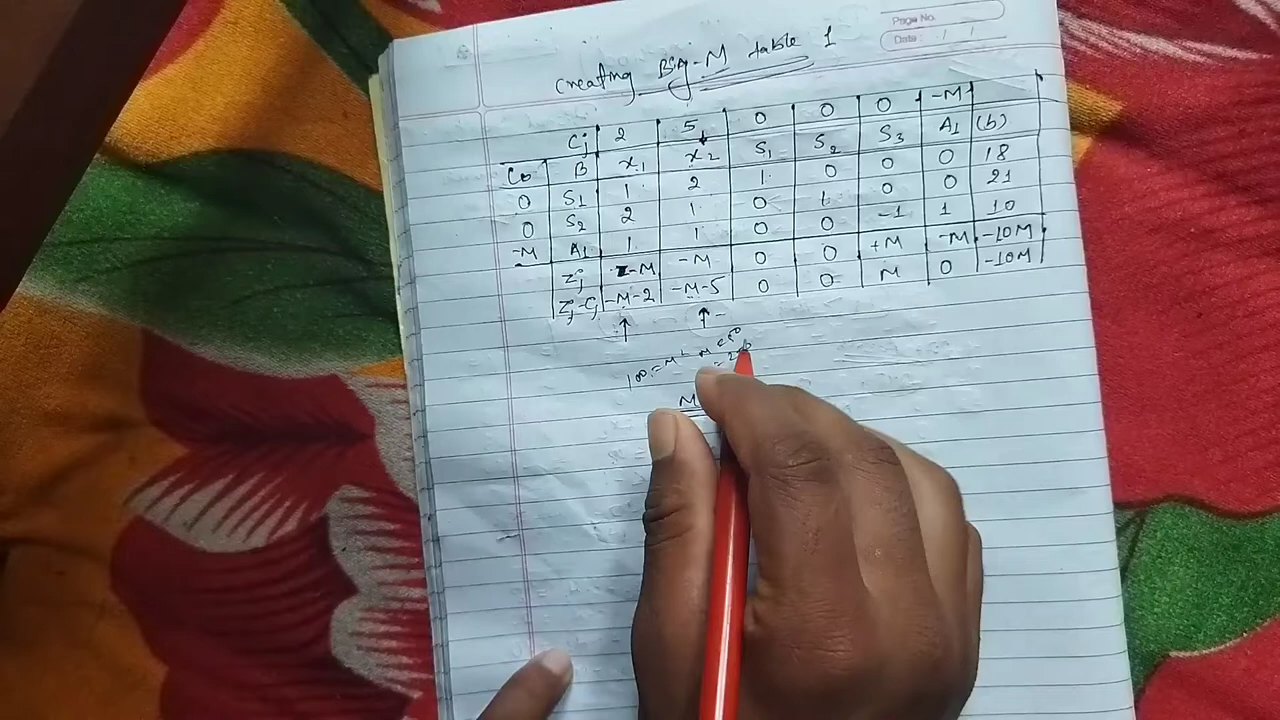 Page No.
Date: / /
Creating Big-M table 1
Cj 2 5 0 0 0 -M
CB B x1 x2 S1 S2 S3 A1 (b)
0 S1 1 2 1 0 0 0 18
0 S2 2 1 0 1 0 0 21
-M A1 1 1 0 0 -1 1 10
Zj -M -M 0 0 +M -M -10M
Zj-Cj -M-2 -M-5 0 0 M 0 -10M
M